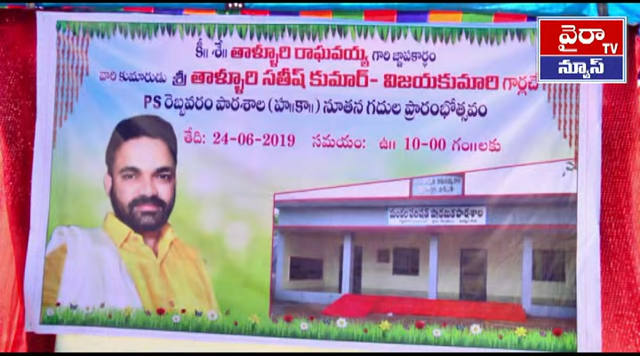 కీ॥ శే॥ తాళ్ళూరి రాఘవయ్య గారి జ్ఞాపకార్థం
వారి కుమారుడు శ్రీ తాళ్ళూరి సతీష్ కుమార్- విజయకుమారి గార్లచే
PS రెబ్బవరం పాఠశాల (హ॥కా॥) నూతన గదుల ప్రారంభోత్సవం
తేది: 24-06-2019 సమయం: ఉ॥ 10-00 గం॥లకు
వైరా
TV
న్యూస్